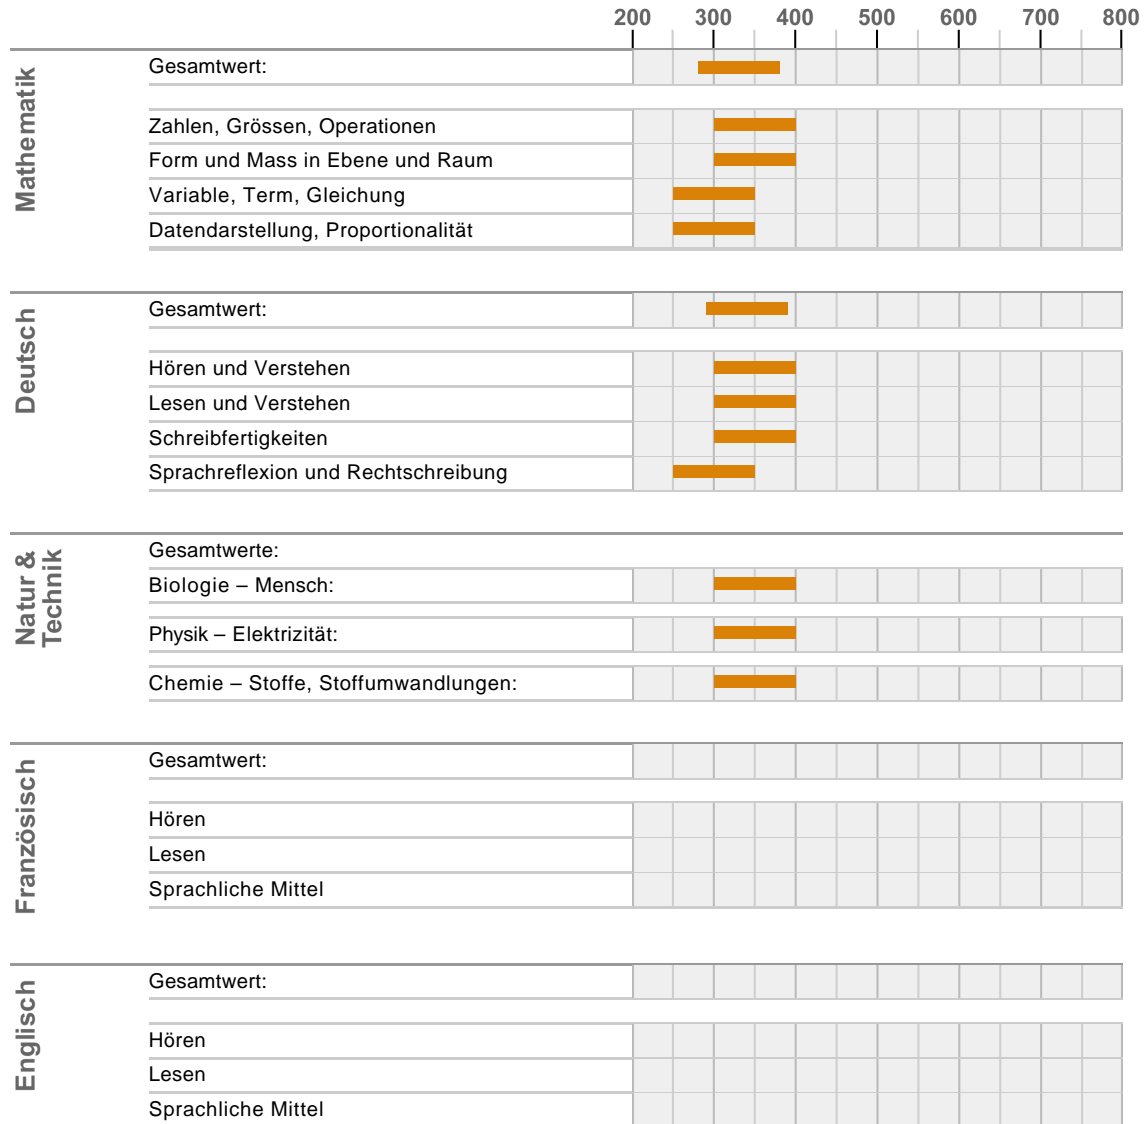 200 300 400 500 600 700 800
Mathematik
Gesamtwert:
Zahlen, Grössen, Operationen
Form und Mass in Ebene und Raum
Variable, Term, Gleichung
Datendarstellung, Proportionalität
Deutsch
Gesamtwert:
Hören und Verstehen
Lesen und Verstehen
Schreibfertigkeiten
Sprachreflexion und Rechtschreibung
Natur &
Technik
Gesamtwerte:
Biologie – Mensch:
Physik – Elektrizität:
Chemie – Stoffe, Stoffumwandlungen:
Französisch
Gesamtwert:
Hören
Lesen
Sprachliche Mittel
Englisch
Gesamtwert:
Hören
Lesen
Sprachliche Mittel